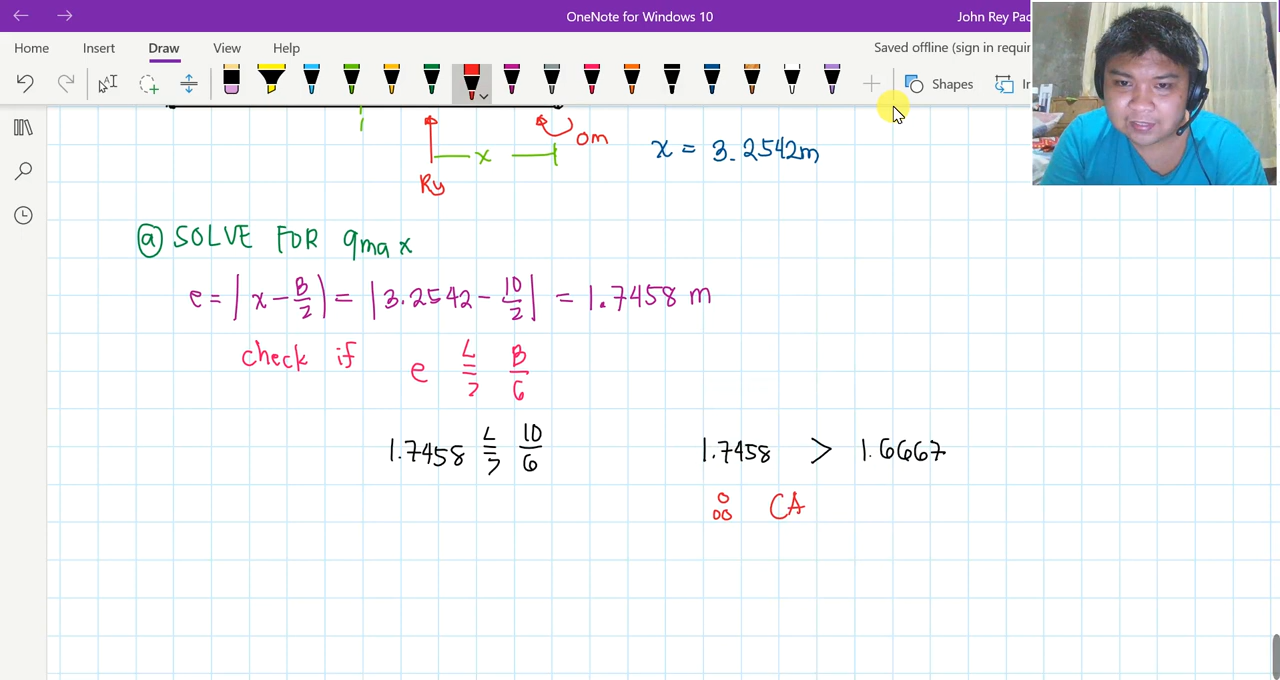 OneNote for Windows 10
John Rey Pac
Home Insert Draw View Help
Saved offline (sign in requir
Shapes
In
om
x = 3.2542m
x
Ry
ⓐ SOLVE FOR qmax
e = |x - B/2| = |3.2542 - 10/2| = 1.7458 m
check if e <=> B/6
1.7458 <=> 10/6 1.7458 > 1.6667
∴ CA